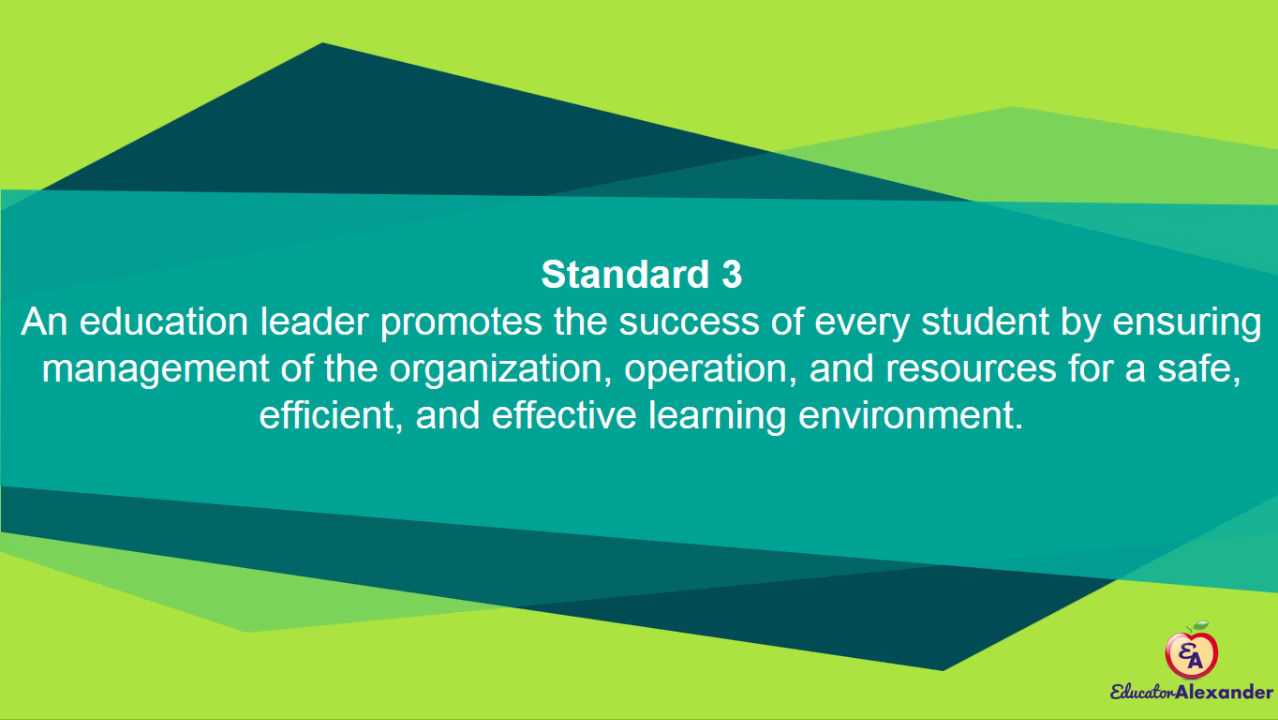 Standard 3
An education leader promotes the success of every student by ensuring
management of the organization, operation, and resources for a safe,
efficient, and effective learning environment.
EA
EducatorAlexander